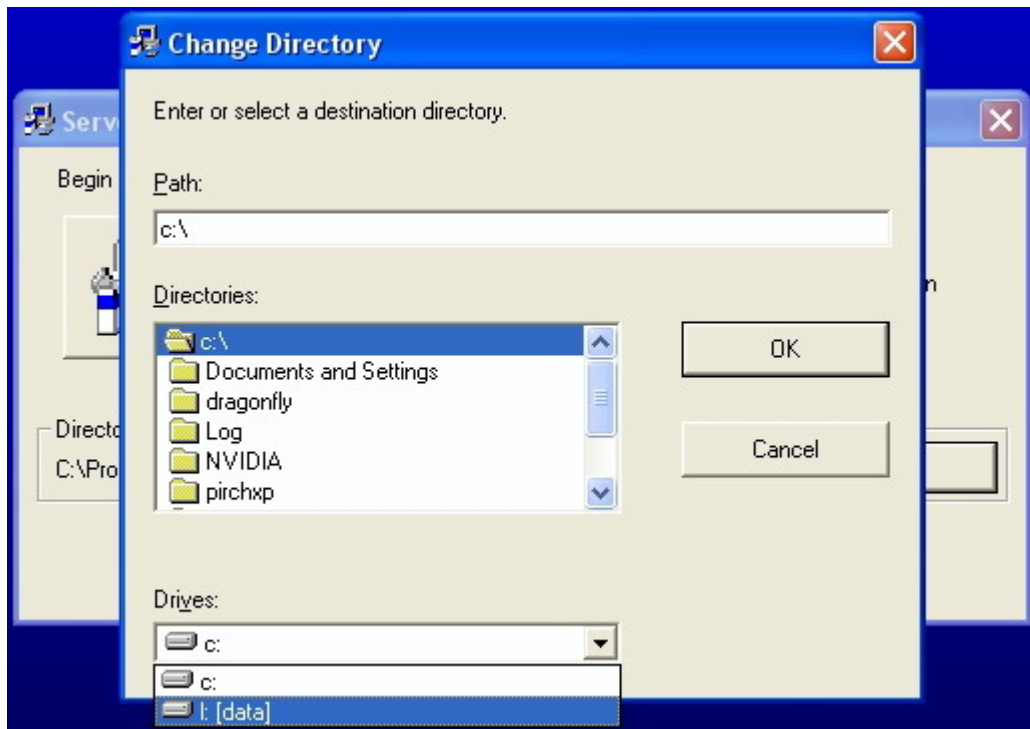 Change Directory
Serv
Enter or select a destination directory.
Begin
Path:
c:\
n
Directories:
c:\
Documents and Settings
dragonfly
Log
NVIDIA
pirchxp
OK
Cancel
Directo
C:\Pro
Drives:
c:
c:
l: [data]